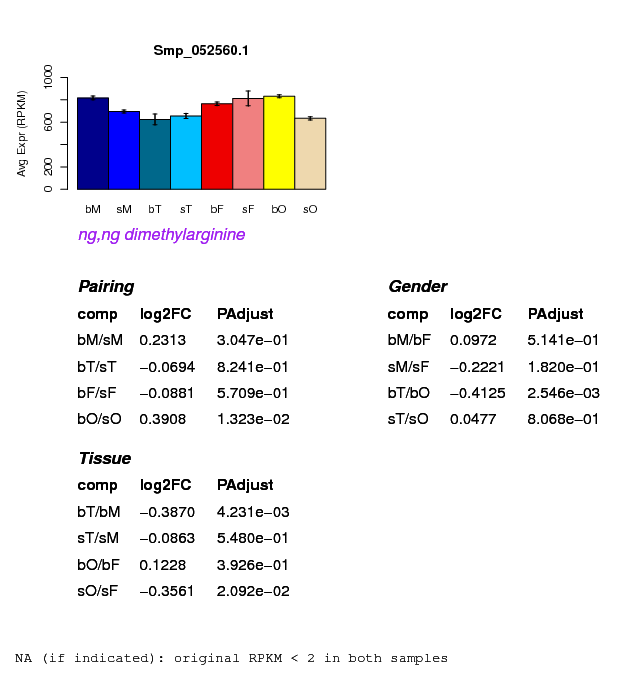 Smp_052560.1
Avg Expr (RPKM)
1000
600
200
0
bM sM bT sT bF sF bO sO
ng,ng dimethylarginine
Pairing
comp log2FC PAdjust
bM/sM 0.2313 3.047e−01
bT/sT −0.0694 8.241e−01
bF/sF −0.0881 5.709e−01
bO/sO 0.3908 1.323e−02
Gender
comp log2FC PAdjust
bM/bF 0.0972 5.141e−01
sM/sF −0.2221 1.820e−01
bT/bO −0.4125 2.546e−03
sT/sO 0.0477 8.068e−01
Tissue
comp log2FC PAdjust
bT/bM −0.3870 4.231e−03
sT/sM −0.0863 5.480e−01
bO/bF 0.1228 3.926e−01
sO/sF −0.3561 2.092e−02
NA (if indicated): original RPKM < 2 in both samples